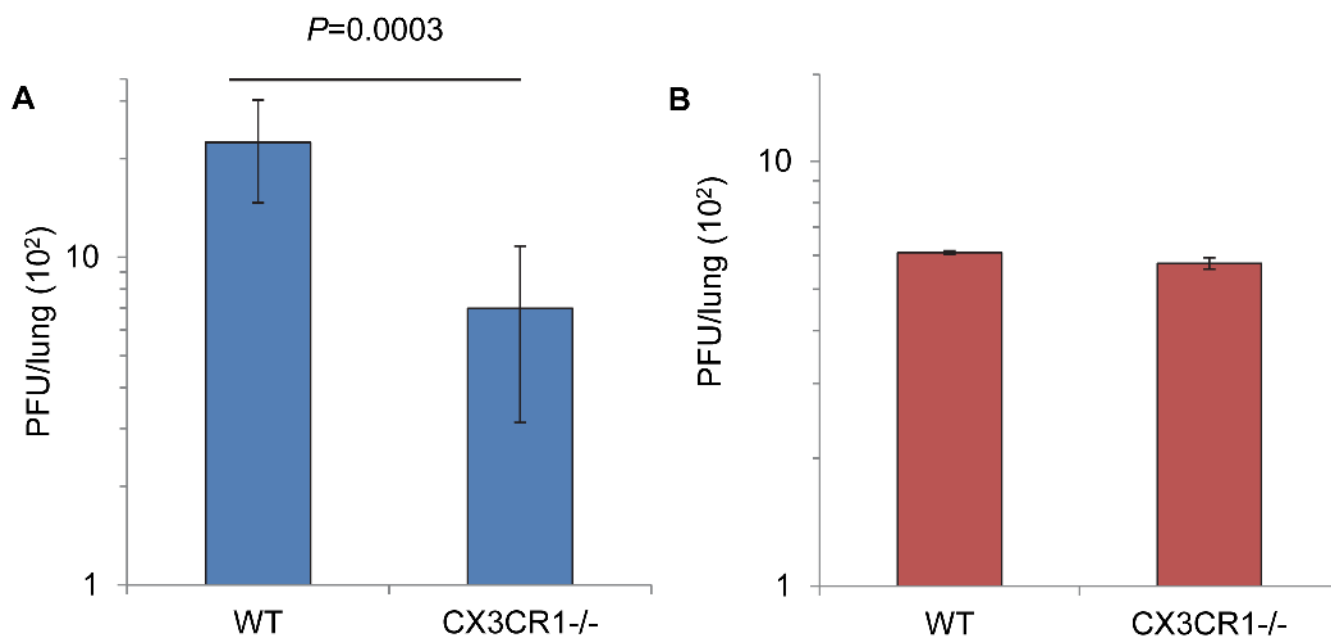 P=0.0003
A
PFU/lung (10²)
10
1
WT CX3CR1-/-
B
PFU/lung (10²)
10
1
WT CX3CR1-/-